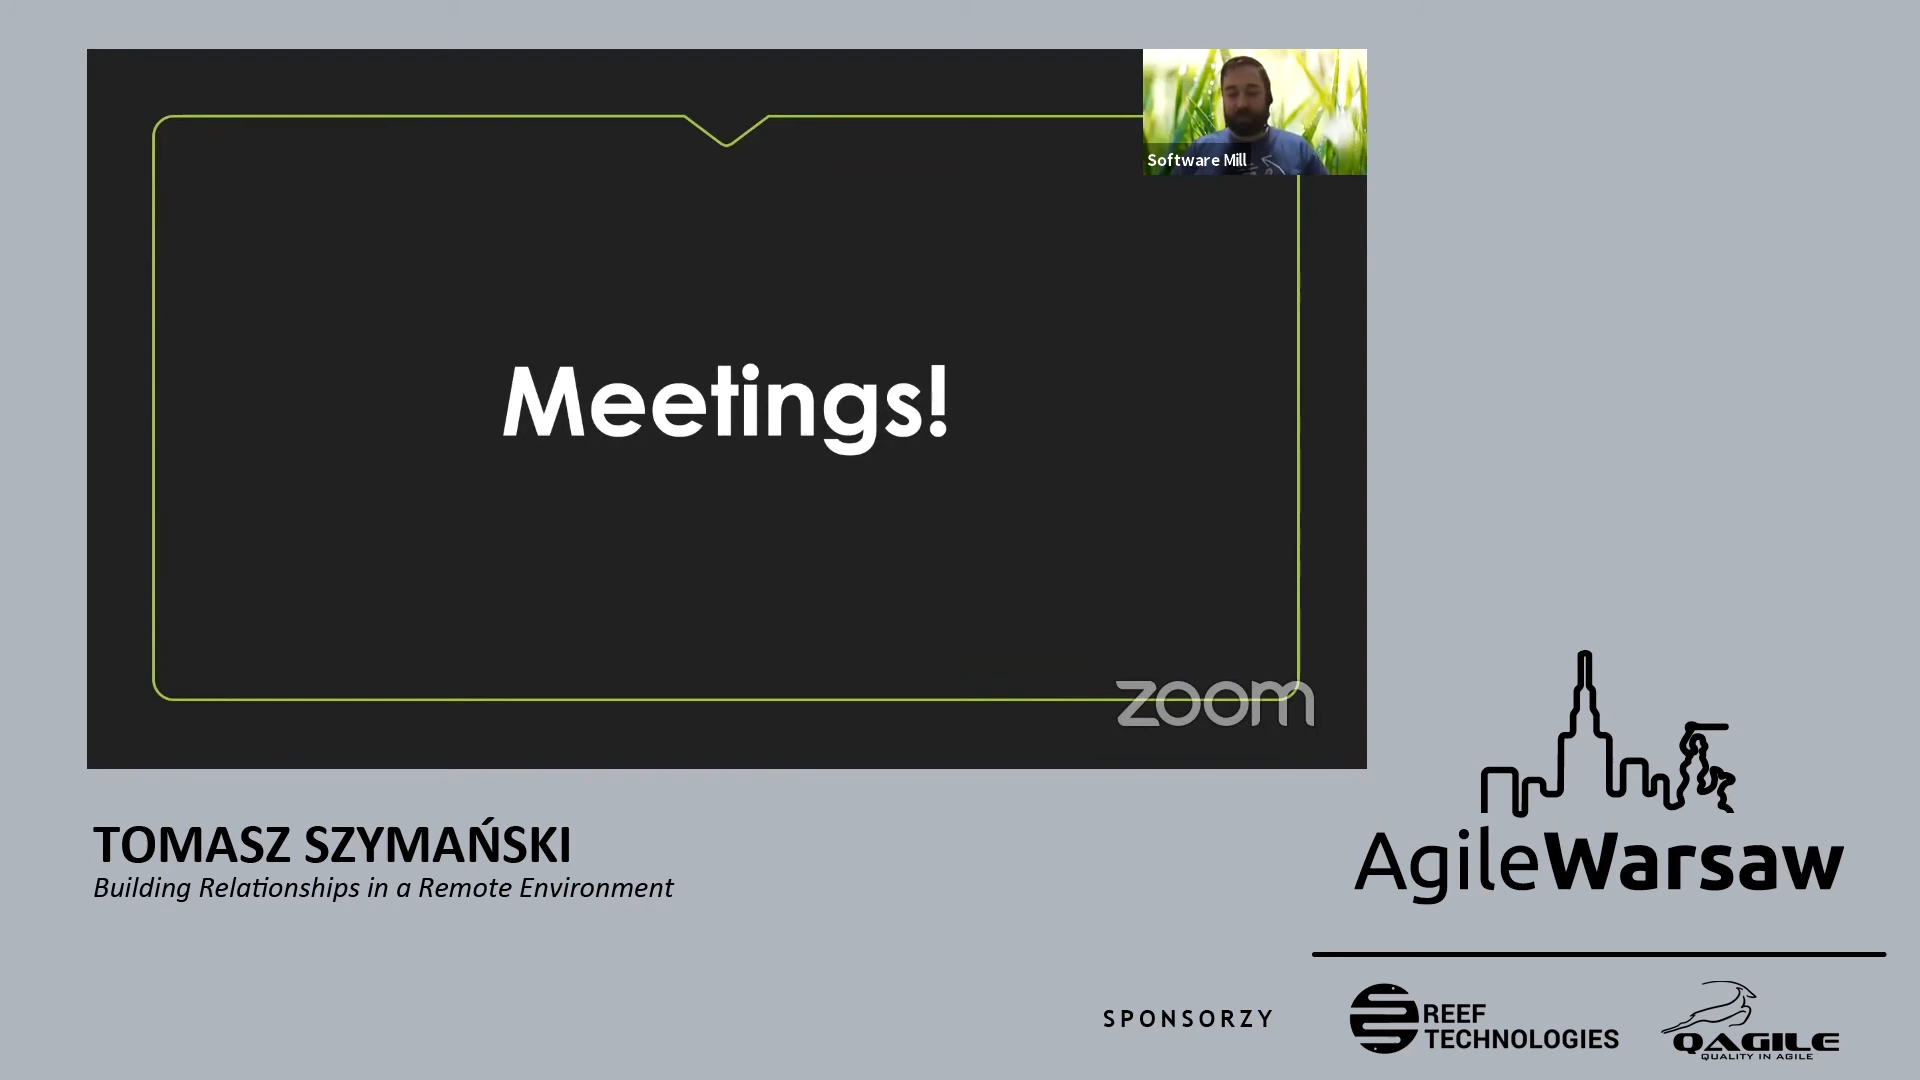 Software Mill
Meetings!
zoom
TOMASZ SZYMAŃSKI
Building Relationships in a Remote Environment
AgileWarsaw
SPONSORZY
REEF
TECHNOLOGIES
QAGILE
QUALITY IN AGILE